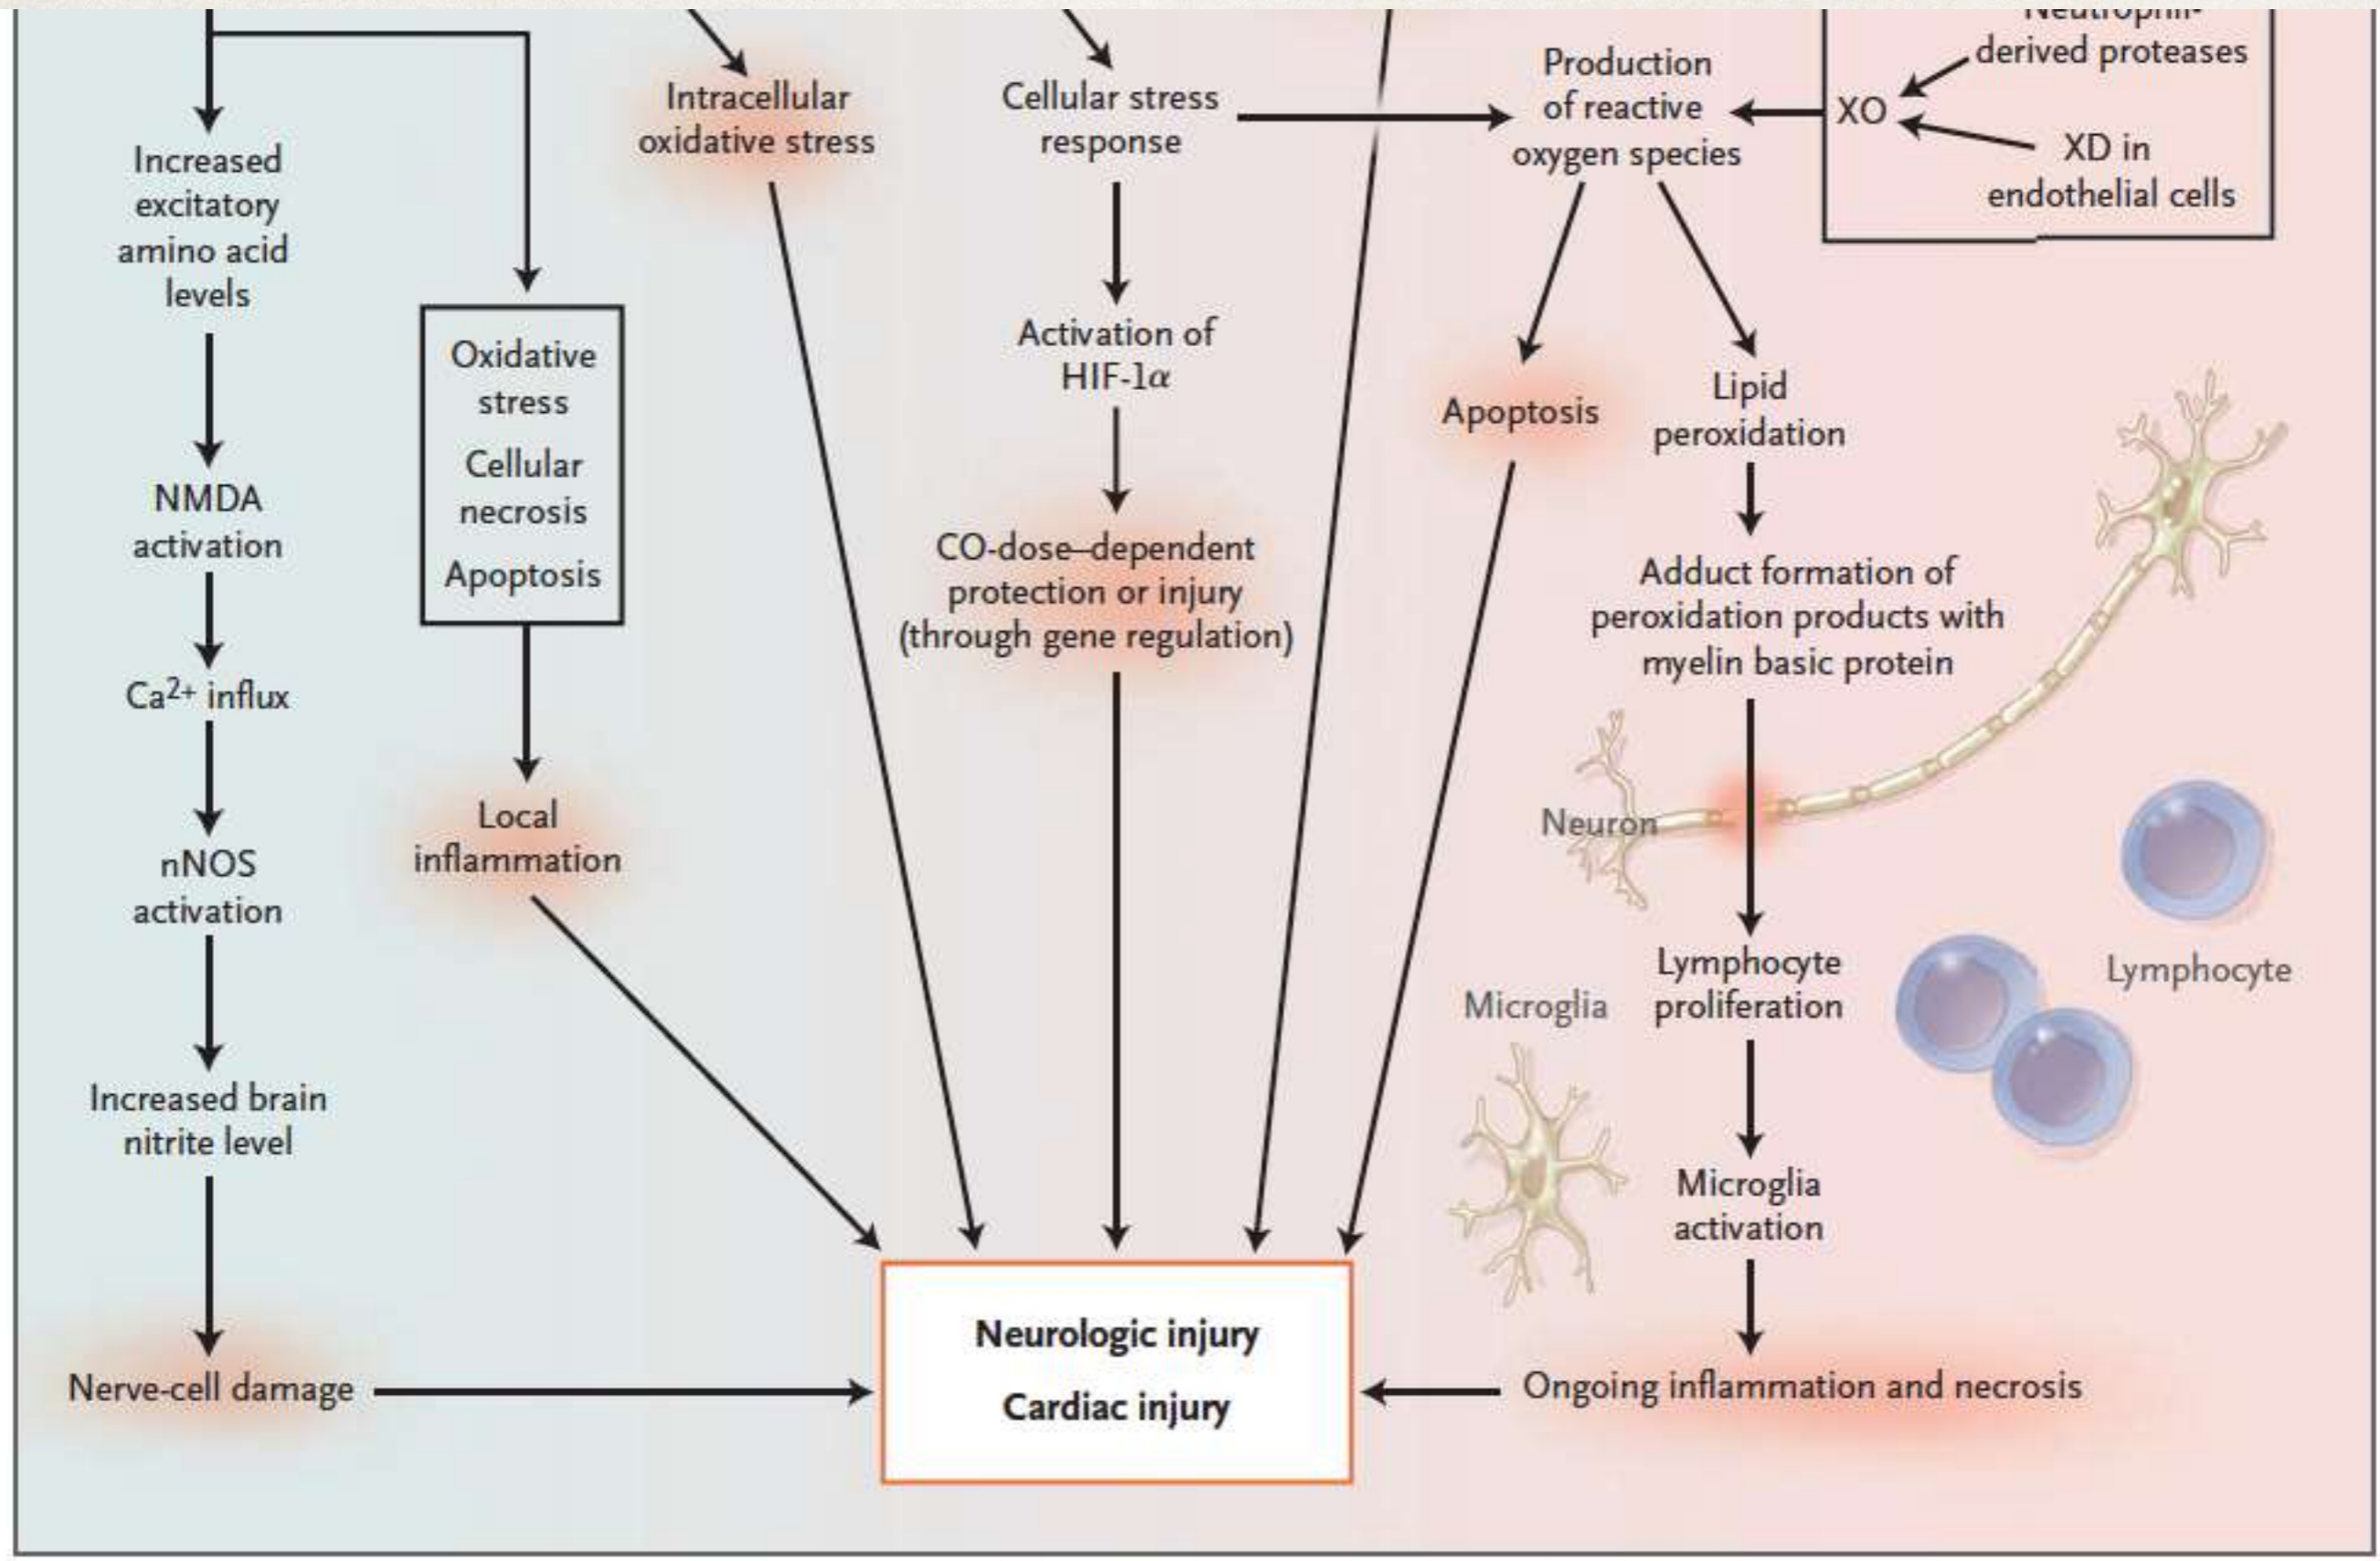 Neutrophil-
derived proteases
XO
XD in
endothelial cells
Production
of reactive
oxygen species
Cellular stress
response
Intracellular
oxidative stress
Increased
excitatory
amino acid
levels
Oxidative
stress
Cellular
necrosis
Apoptosis
NMDA
activation
Ca2+ influx
nNOS
activation
Increased brain
nitrite level
Nerve-cell damage
Local
inflammation
Activation of
HIF-1α
CO-dose–dependent
protection or injury
(through gene regulation)
Apoptosis
Lipid
peroxidation
Adduct formation of
peroxidation products with
myelin basic protein
Neuron
Lymphocyte
Lymphocyte
proliferation
Microglia
Microglia
activation
Ongoing inflammation and necrosis
Neurologic injury
Cardiac injury